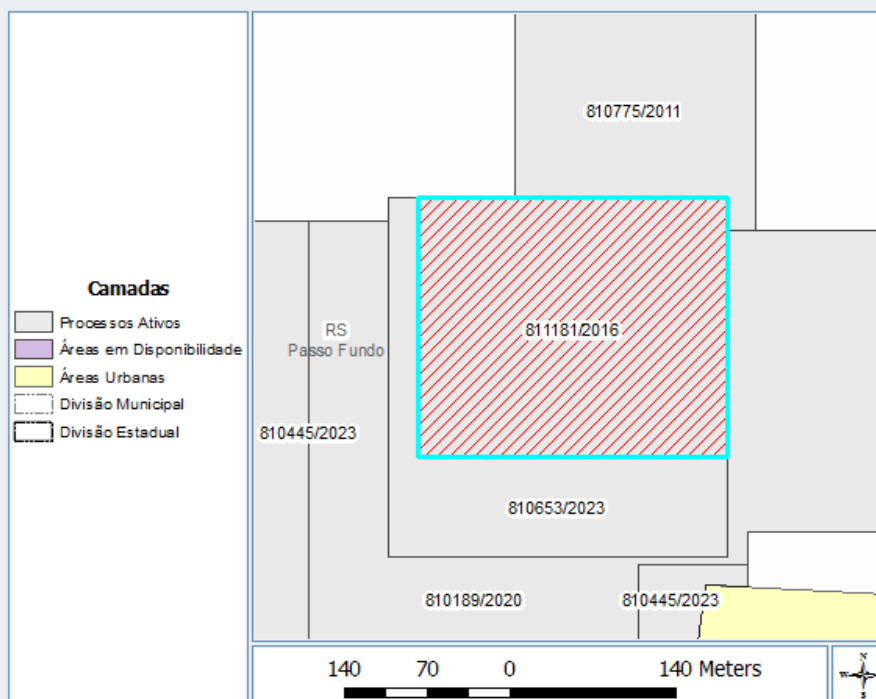 Camadas
Processos Ativos
Áreas em Disponibilidade
Áreas Urbanas
Divisão Municipal
Divisão Estadual
810775/2011
811181/2016
RS
Passo Fundo
810445/2023
810653/2023
810189/2020
810445/2023
140 70 0 140 Meters
N
W E
S